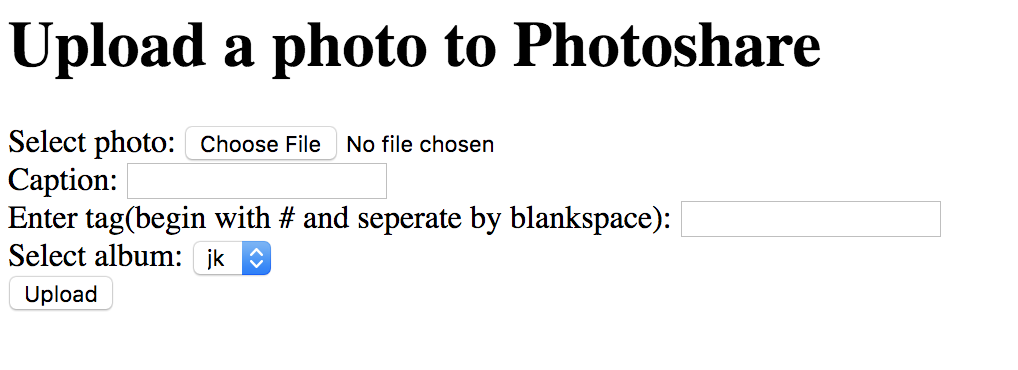 Upload a photo to Photoshare
Select photo: Choose File No file chosen
Caption:
Enter tag(begin with # and seperate by blankspace):
Select album: jk
Upload